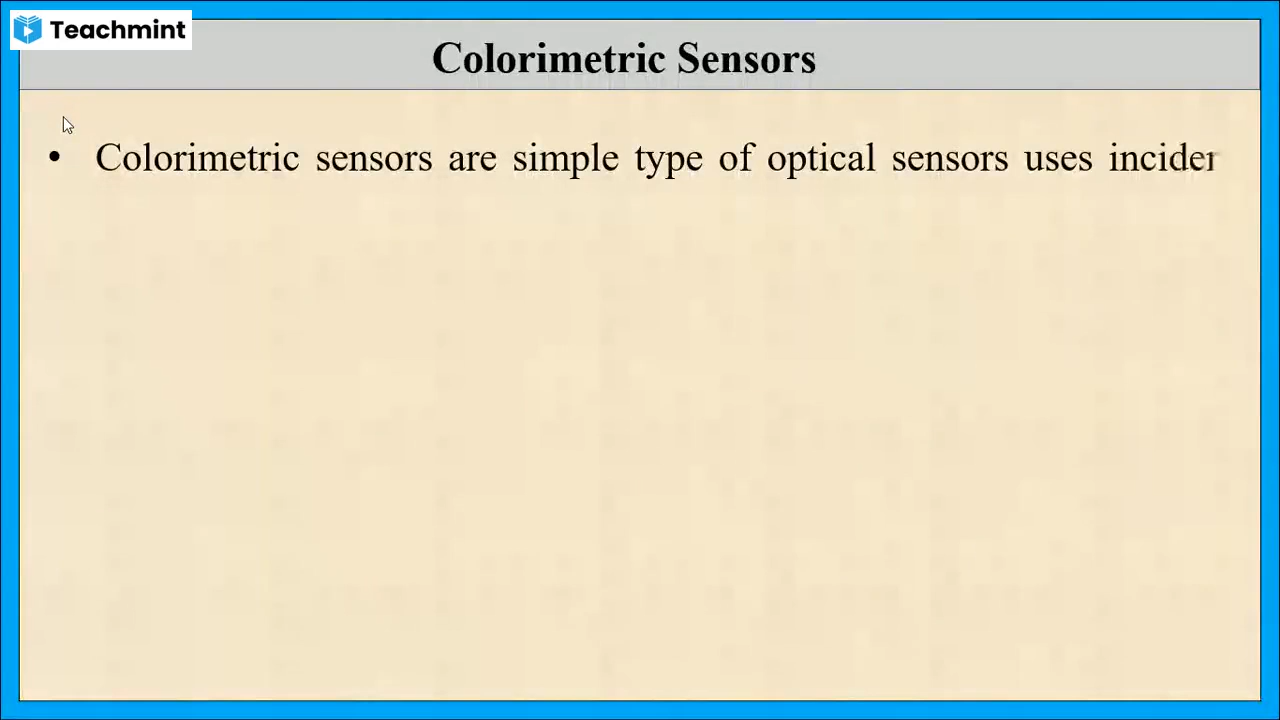 Teachmint
Colorimetric Sensors
• Colorimetric sensors are simple type of optical sensors uses